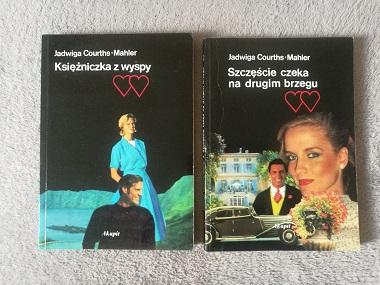 Jadwiga Courths-Mahler
Księżniczka z wyspy
Akapit
Jadwiga Courths-Mahler
Szczęście czeka
na drugim brzegu
Akapit